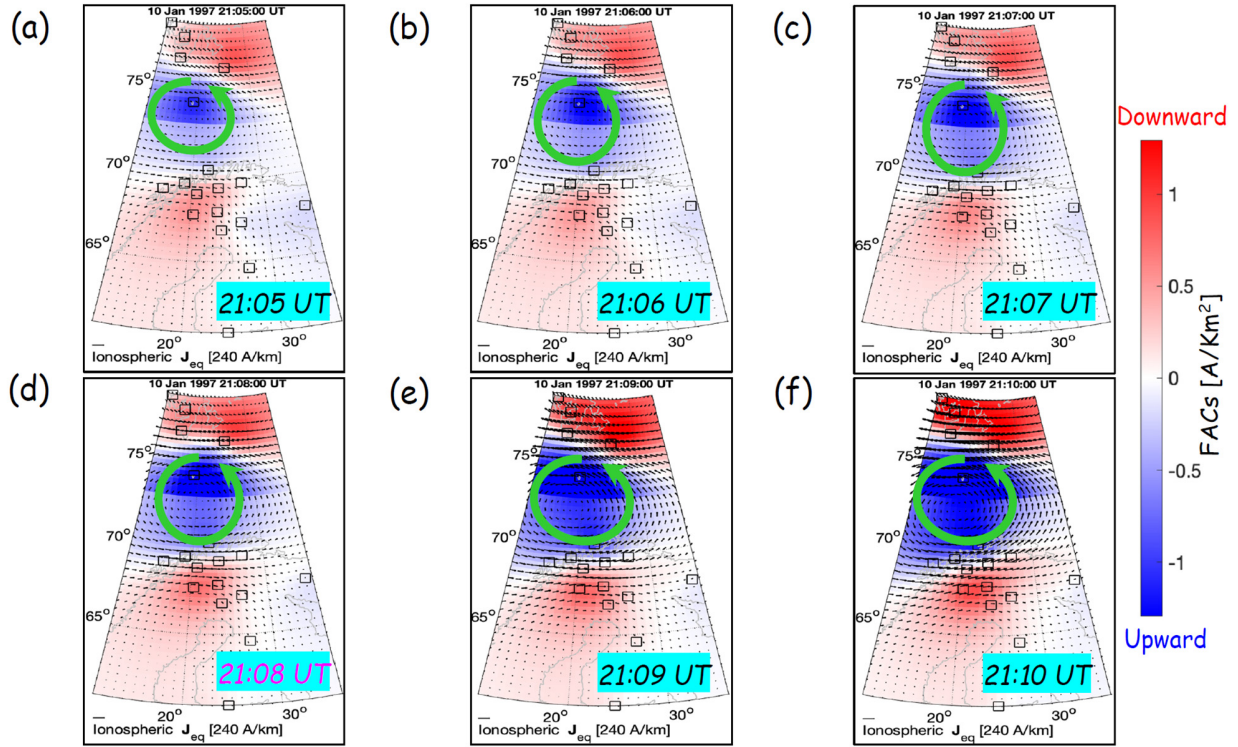 (a)
10 Jan 1997 21:05:00 UT
75°
70°
65°
21:05 UT
20°
30°
Ionospheric Jeq [240 A/km]
(b)
10 Jan 1997 21:06:00 UT
75°
70°
65°
21:06 UT
20°
30°
Ionospheric Jeq [240 A/km]
(c)
10 Jan 1997 21:07:00 UT
75°
70°
65°
21:07 UT
20°
30°
Ionospheric Jeq [240 A/km]
(d)
10 Jan 1997 21:08:00 UT
75°
70°
65°
21:08 UT
20°
30°
Ionospheric Jeq [240 A/km]
(e)
10 Jan 1997 21:09:00 UT
75°
70°
65°
21:09 UT
20°
30°
Ionospheric Jeq [240 A/km]
(f)
10 Jan 1997 21:10:00 UT
75°
70°
65°
21:10 UT
20°
30°
Ionospheric Jeq [240 A/km]
Downward
1
0.5
0
-0.5
-1
FACs [A/Km²]
Upward